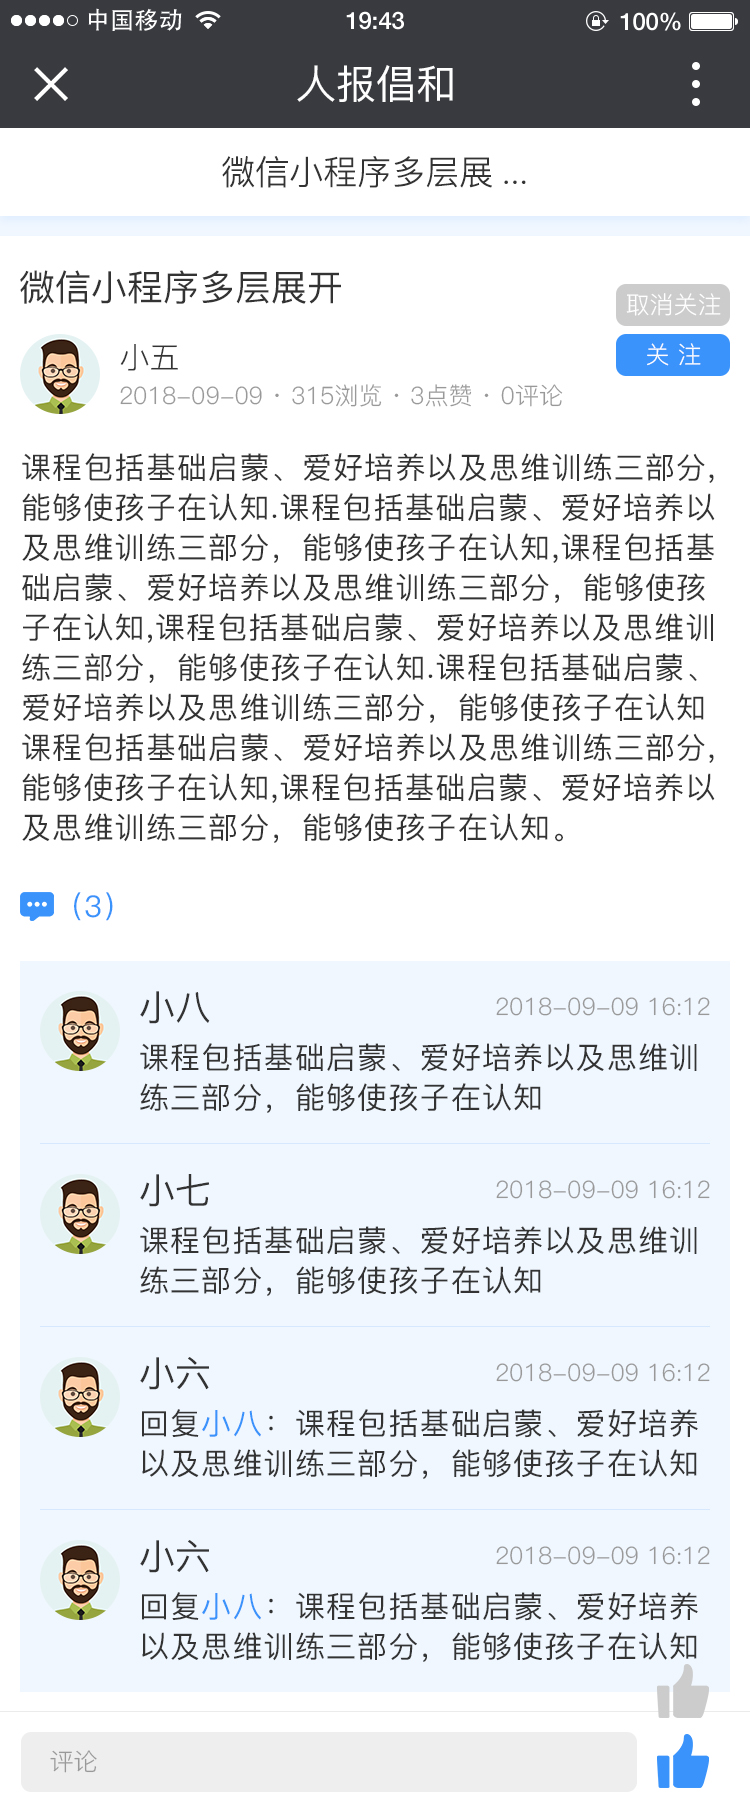 中国移动 19:43 100%
人报倡和
微信小程序多层展 ...
微信小程序多层展开
取消关注
小五
关 注
2018-09-09 · 315浏览 · 3点赞 · 0评论
课程包括基础启蒙、爱好培养以及思维训练三部分,
能够使孩子在认知.课程包括基础启蒙、爱好培养以
及思维训练三部分，能够使孩子在认知,课程包括基
础启蒙、爱好培养以及思维训练三部分，能够使孩
子在认知,课程包括基础启蒙、爱好培养以及思维训
练三部分，能够使孩子在认知.课程包括基础启蒙、
爱好培养以及思维训练三部分，能够使孩子在认知
课程包括基础启蒙、爱好培养以及思维训练三部分,
能够使孩子在认知,课程包括基础启蒙、爱好培养以
及思维训练三部分，能够使孩子在认知。
(3)
小八 2018-09-09 16:12
课程包括基础启蒙、爱好培养以及思维训
练三部分，能够使孩子在认知
小七 2018-09-09 16:12
课程包括基础启蒙、爱好培养以及思维训
练三部分，能够使孩子在认知
小六 2018-09-09 16:12
回复小八：课程包括基础启蒙、爱好培养
以及思维训练三部分，能够使孩子在认知
小六 2018-09-09 16:12
回复小八：课程包括基础启蒙、爱好培养
以及思维训练三部分，能够使孩子在认知
评论